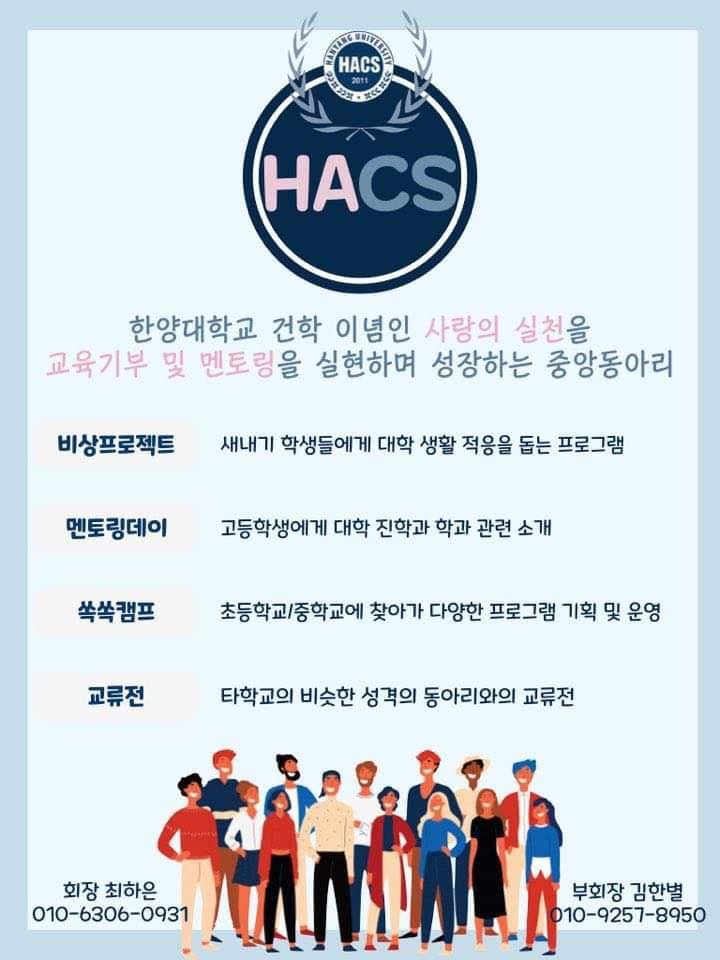 HANYANG UNIVERSITY
HACS
2011
HACS
한양대학교 건학 이념인 사랑의 실천을
교육기부 및 멘토링을 실현하며 성장하는 중앙동아리
비상프로젝트 새내기 학생들에게 대학 생활 적응을 돕는 프로그램
멘토링데이 고등학생에게 대학 진학과 학과 관련 소개
쏙쏙캠프 초등학교/중학교에 찾아가 다양한 프로그램 기획 및 운영
교류전 타학교의 비슷한 성격의 동아리와의 교류전
회장 최하은
010-6306-0931
부회장 김한별
010-9257-8950